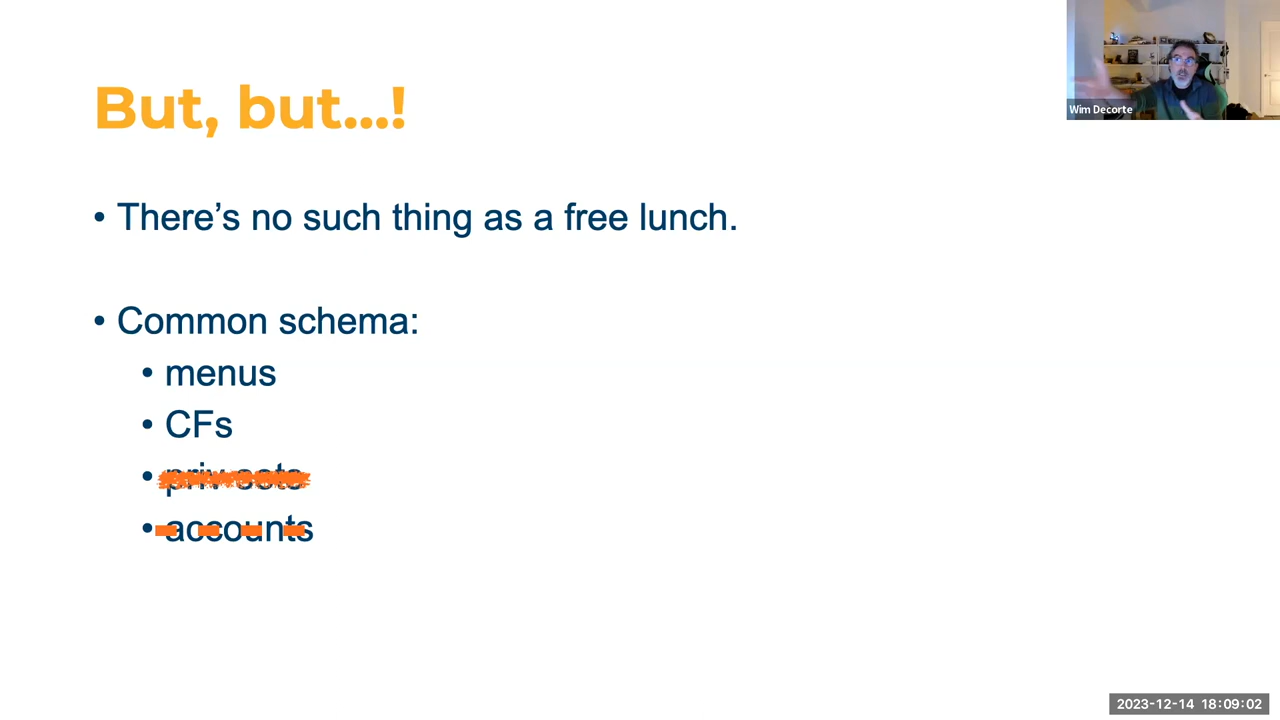 But, but...!
Wim Decorte
• There’s no such thing as a free lunch.
• Common schema:
• menus
• CFs
• priv sets
• accounts
2023-12-14 18:09:02